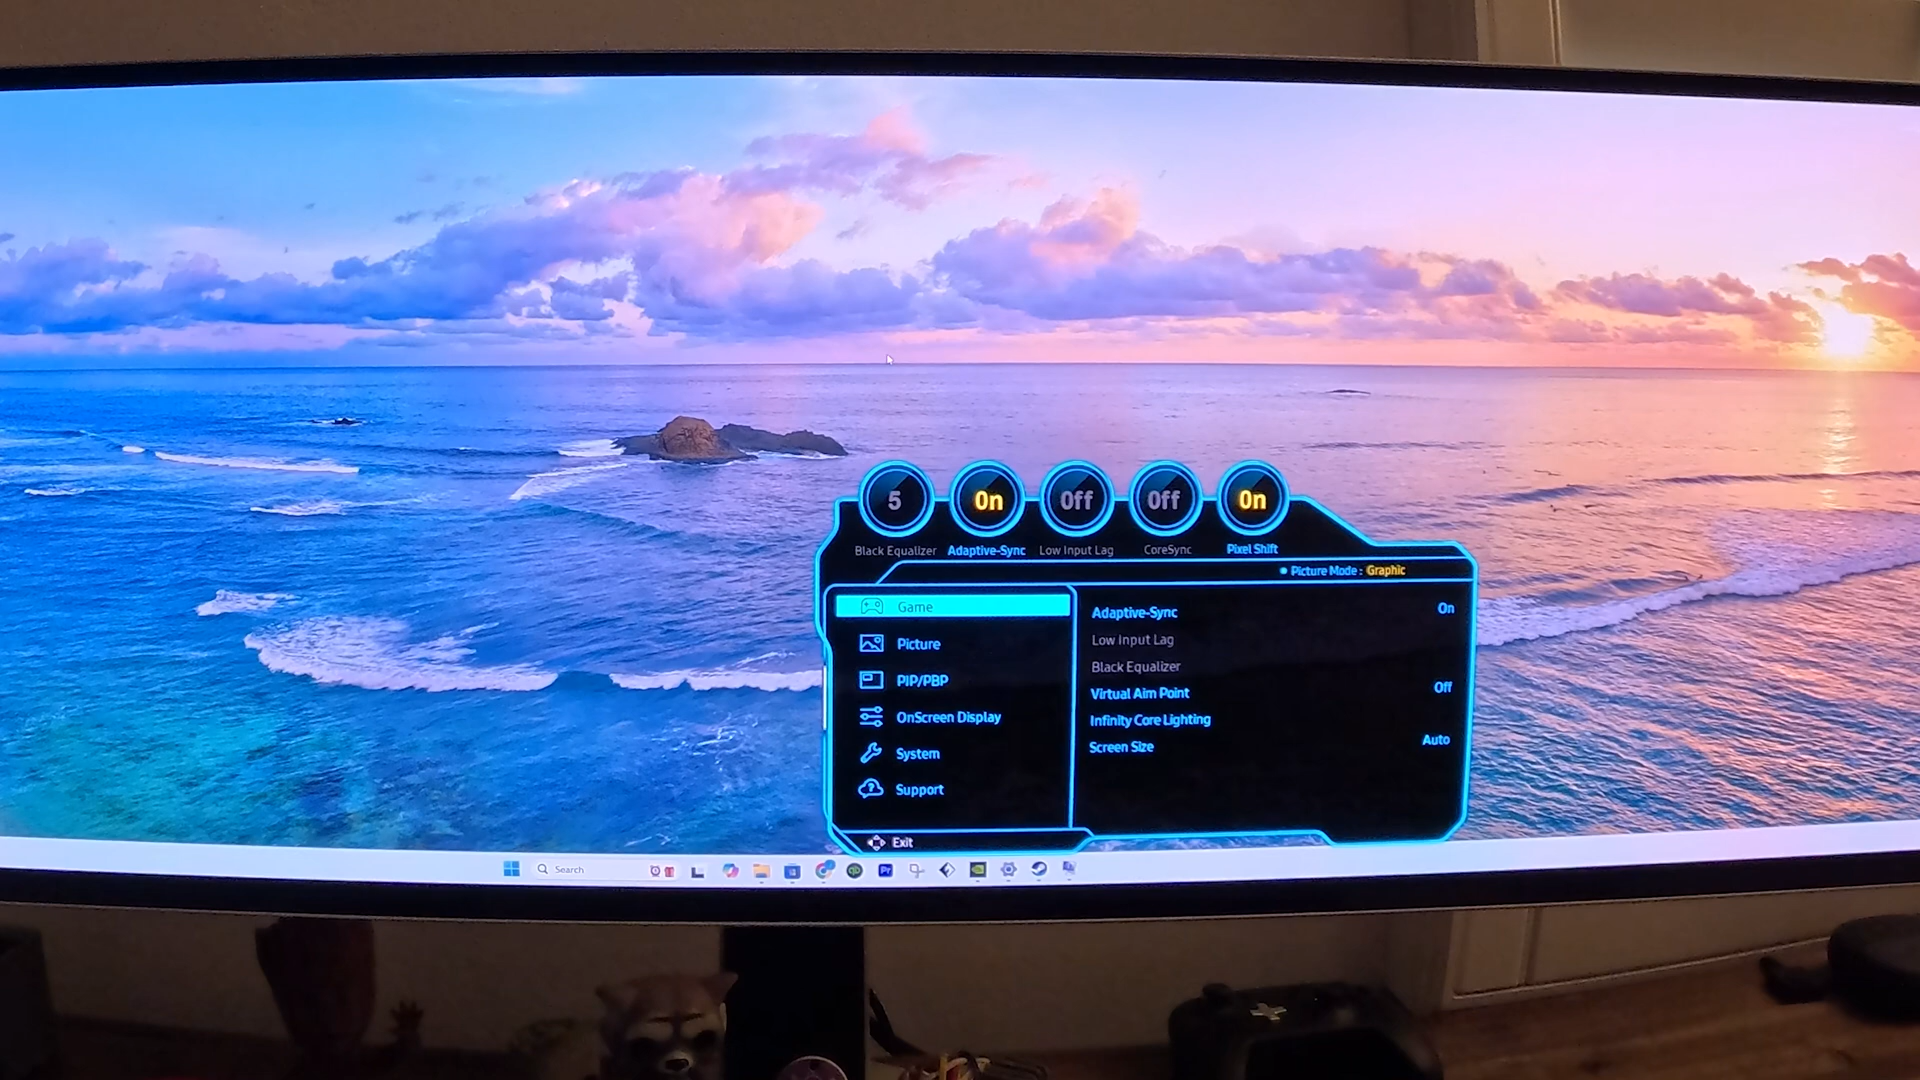 5
On
Off
Off
On
Black Equalizer
Adaptive-Sync
Low Input Lag
CoreSync
Pixel Shift
Picture Mode : Graphic
Game
Picture
PIP/PBP
OnScreen Display
System
Support
Adaptive-Sync On
Low Input Lag
Black Equalizer
Virtual Aim Point Off
Infinity Core Lighting
Screen Size Auto
Exit
Search
qb
Pr